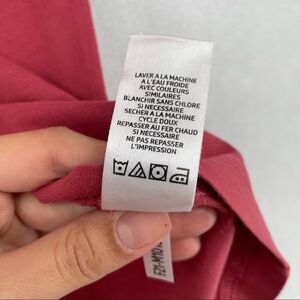 LAVER A LA MACHINE
A L'EAU FROIDE
AVEC COULEURS
SIMILAIRES
BLANCHIR SANS CHLORE
SI NECESSAIRE
SECHER A LA MACHINE
CYCLE DOUX
REPASSER AU FER CHAUD
SI NECESSAIRE
NE PAS REPASSER
L'IMPRESSION